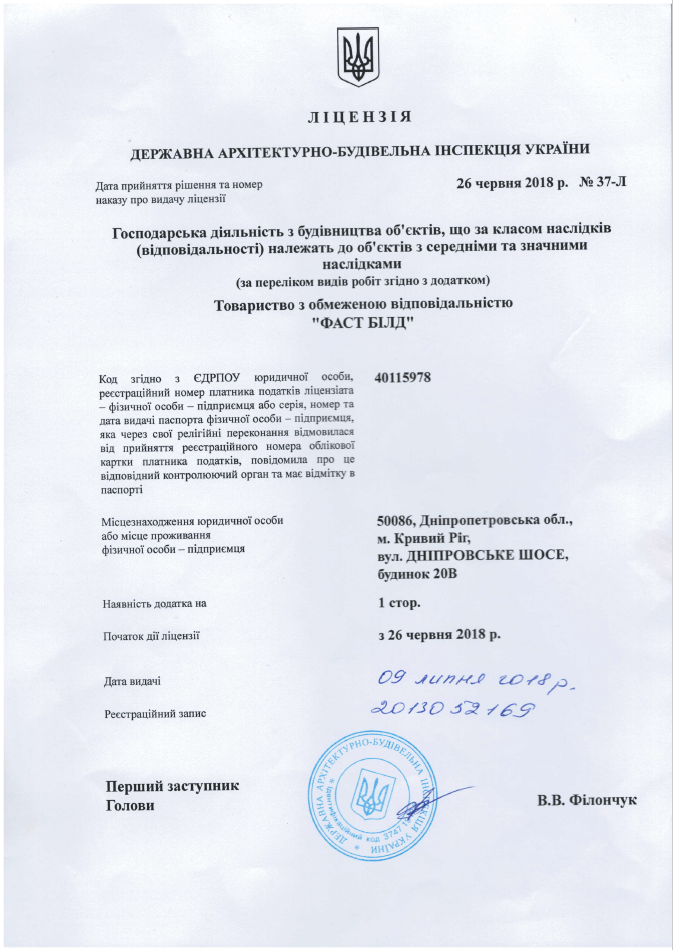 ЛІЦЕНЗІЯ
ДЕРЖАВНА АРХІТЕКТУРНО-БУДІВЕЛЬНА ІНСПЕКЦІЯ УКРАЇНИ
Дата прийняття рішення та номер
наказу про видачу ліцензії
26 червня 2018 р. № 37-Л
Господарська діяльність з будівництва об'єктів, що за класом наслідків
(відповідальності) належать до об'єктів з середніми та значними
наслідками
(за переліком видів робіт згідно з додатком)
Товариство з обмеженою відповідальністю
"ФАСТ БІЛД"
Код згідно з ЄДРПОУ юридичної особи,
реєстраційний номер платника податків ліцензіата
– фізичної особи – підприємця або серія, номер та
дата видачі паспорта фізичної особи – підприємця,
яка через свої релігійні переконання відмовилася
від прийняття реєстраційного номера облікової
картки платника податків, повідомила про це
відповідний контролюючий орган та має відмітку в
паспорті
40115978
Місцезнаходження юридичної особи
або місце проживання
фізичної особи – підприємця
50086, Дніпропетровська обл.,
м. Кривий Ріг,
вул. ДНІПРОВСЬКЕ ШОСЕ,
будинок 20В
Наявність додатка на
1 стор.
Початок дії ліцензії
з 26 червня 2018 р.
Дата видачі
09 липня 2018 р.
Реєстраційний запис
2013052169
Перший заступник
Голови
В.В. Філончук
ДЕРЖАВНА АРХІТЕКТУРНО-БУДІВЕЛЬНА ІНСПЕКЦІЯ УКРАЇНИ
Ідентифікаційний код 3747